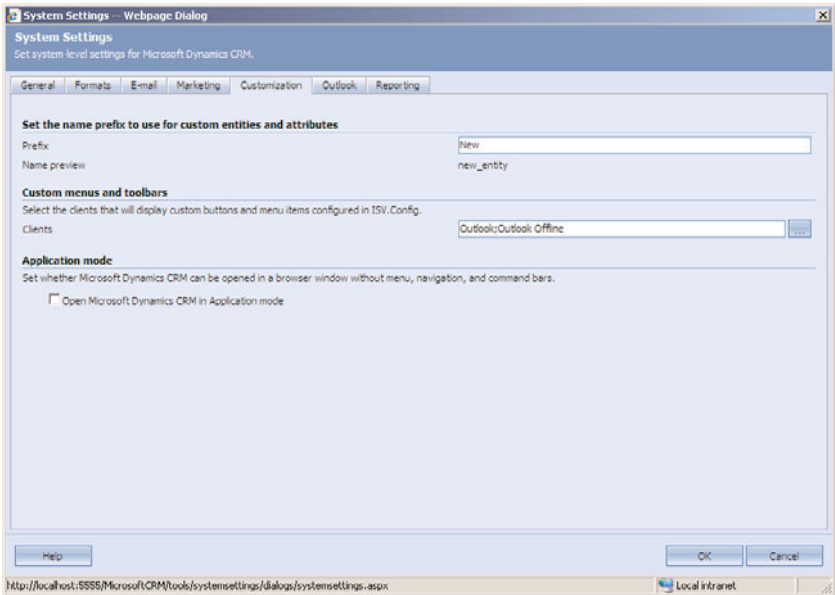 System Settings -- Webpage Dialog
System Settings
Set system-level settings for Microsoft Dynamics CRM.
General Formats E-mail Marketing Customization Outlook Reporting
Set the name prefix to use for custom entities and attributes
Prefix New
Name preview new_entity
Custom menus and toolbars
Select the clients that will display custom buttons and menu items configured in ISV.Config.
Clients Outlook;Outlook Offline ...
Application mode
Set whether Microsoft Dynamics CRM can be opened in a browser window without menu, navigation, and command bars.
Open Microsoft Dynamics CRM in Application mode
Help OK Cancel
http://localhost:5555/MicrosoftCRM/tools/systemsettings/dialogs/systemsettings.aspx Local intranet